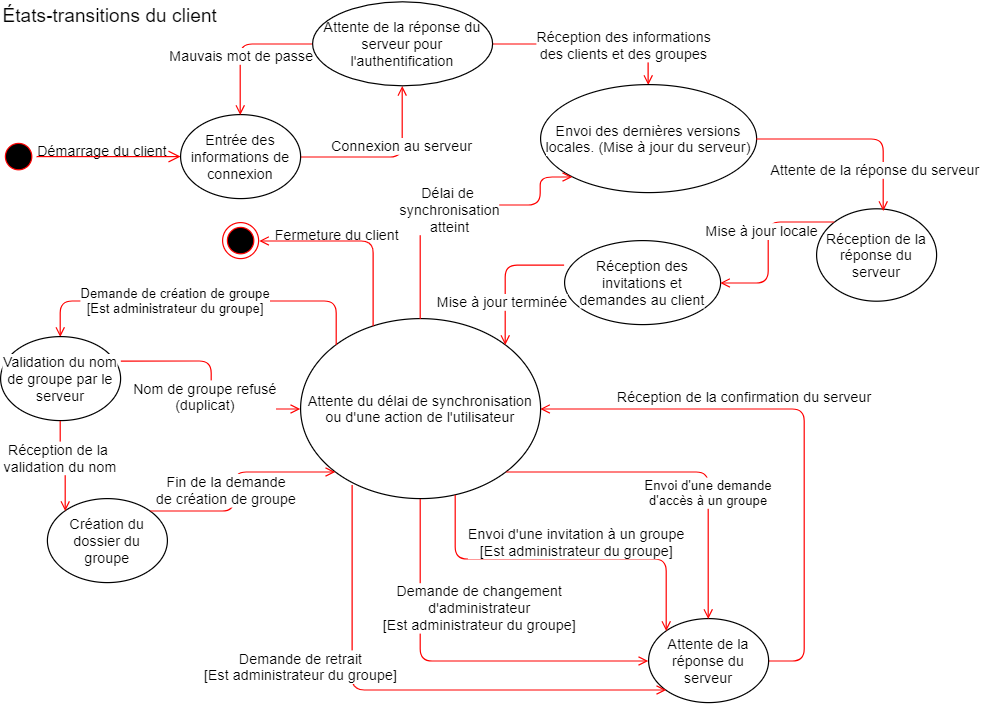 États-transitions du client
Attente de la réponse du
serveur pour
l'authentification
Mauvais mot de passe
Réception des informations
des clients et des groupes
Entrée des
informations de
connexion
Démarrage du client
Connexion au serveur
Envoi des dernières versions
locales. (Mise à jour du serveur)
Attente de la réponse du serveur
Délai de
synchronisation
atteint
Fermeture du client
Mise à jour locale
Réception de la
réponse du
serveur
Réception des
invitations et
demandes au client
Mise à jour terminée
Demande de création de groupe
[Est administrateur du groupe]
Validation du nom
de groupe par le
serveur
Nom de groupe refusé
(duplicat)
Attente du délai de synchronisation
ou d'une action de l'utilisateur
Réception de la confirmation du serveur
Réception de la
validation du nom
Fin de la demande
de création de groupe
Envoi d'une demande
d'accès à un groupe
Création du
dossier du
groupe
Envoi d'une invitation à un groupe
[Est administrateur du groupe]
Demande de changement
d'administrateur
[Est administrateur du groupe]
Attente de la
réponse du
serveur
Demande de retrait
[Est administrateur du groupe]